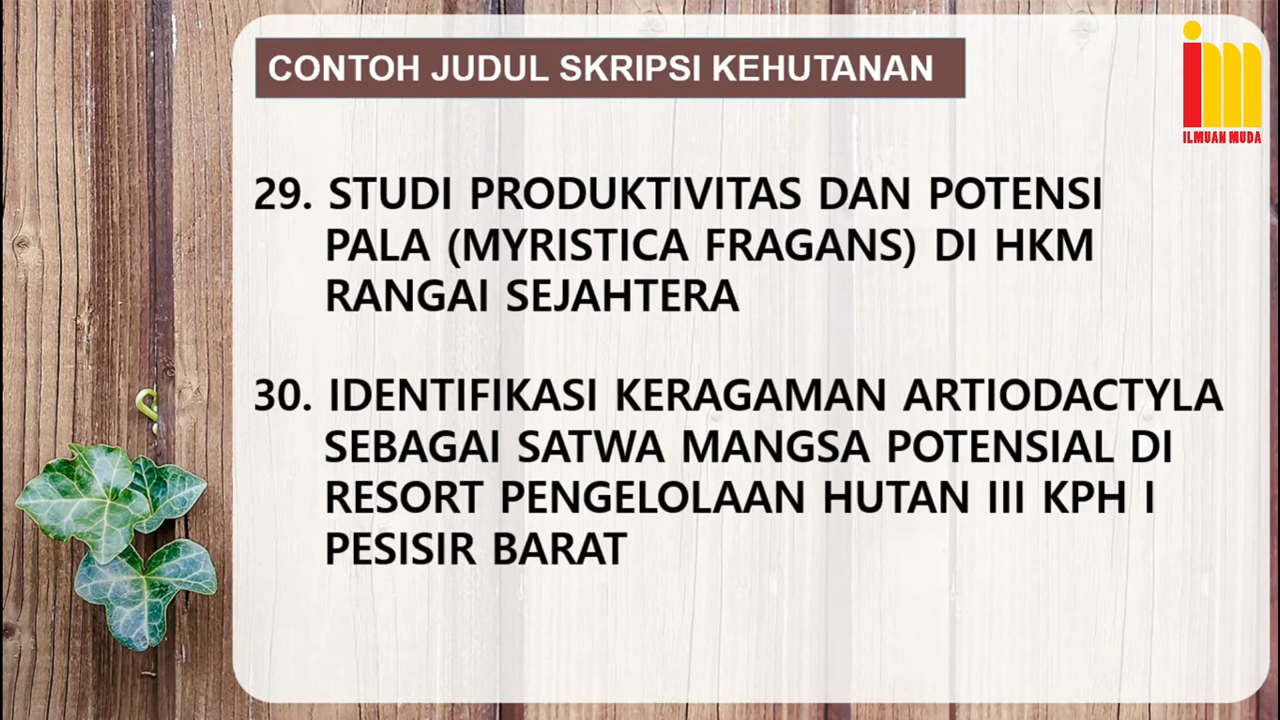 CONTOH JUDUL SKRIPSI KEHUTANAN
ILMUAN MUDA
29. STUDI PRODUKTIVITAS DAN POTENSI
PALA (MYRISTICA FRAGANS) DI HKM
RANGAI SEJAHTERA
30. IDENTIFIKASI KERAGAMAN ARTIODACTYLA
SEBAGAI SATWA MANGSA POTENSIAL DI
RESORT PENGELOLAAN HUTAN III KPH I
PESISIR BARAT